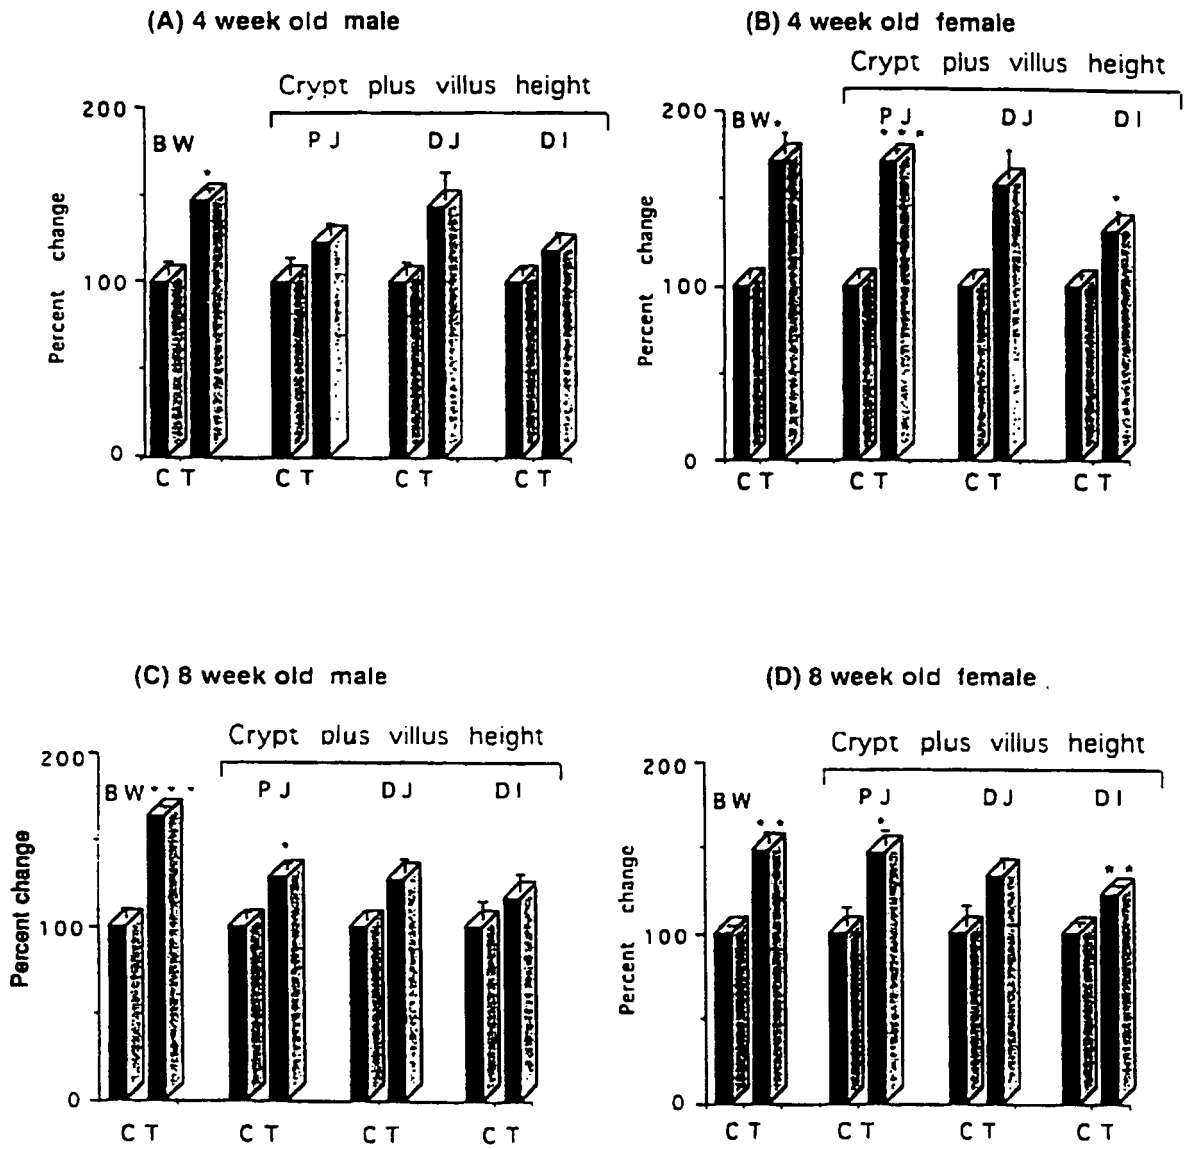 (A) 4 week old male
Crypt plus villus height
200
BW
*
PJ
DJ
DI
Percent change
100
0
C T
C T
C T
C T
(B) 4 week old female
Crypt plus villus height
200
BW
*
PJ
* * *
DJ
*
DI
*
Percent change
100
0
C T
C T
C T
C T
(C) 8 week old male
Crypt plus villus height
200
BW
* * *
PJ
*
DJ
DI
Percent change
100
0
C T
C T
C T
C T
(D) 8 week old female
Crypt plus villus height
200
BW
* *
PJ
*
DJ
DI
* *
Percent change
100
0
C T
C T
C T
C T